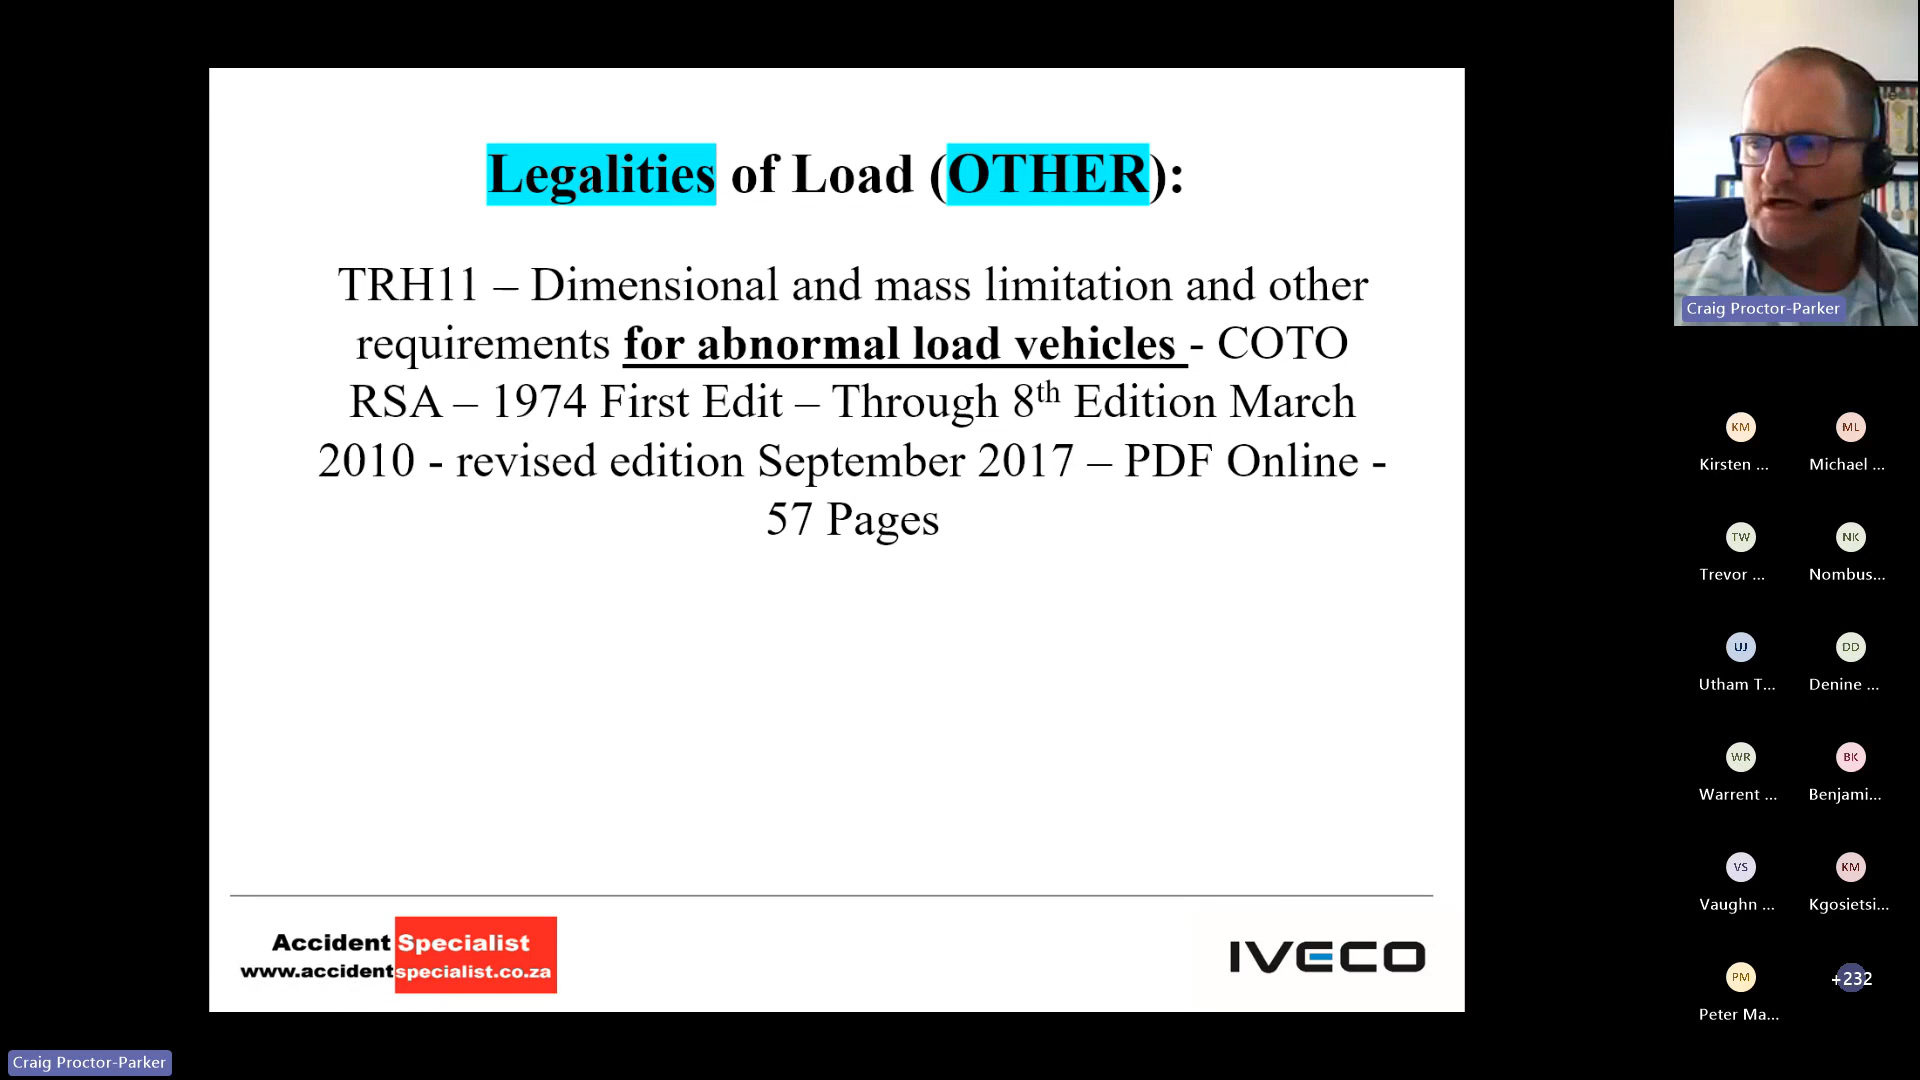 Legalities of Load (OTHER):
TRH11 – Dimensional and mass limitation and other
requirements for abnormal load vehicles - COTO
RSA – 1974 First Edit – Through 8th Edition March
2010 - revised edition September 2017 – PDF Online -
57 Pages
Accident Specialist
www.accidentspecialist.co.za
IVECO
Craig Proctor-Parker
KM
ML
Kirsten ...
Michael ...
TW
NK
Trevor ...
Nombus...
UJ
DD
Utham T...
Denine ...
WR
BK
Warrent ...
Benjami...
VS
KM
Vaughn ...
Kgosietsi...
PM
+232
Peter Ma...
Craig Proctor-Parker